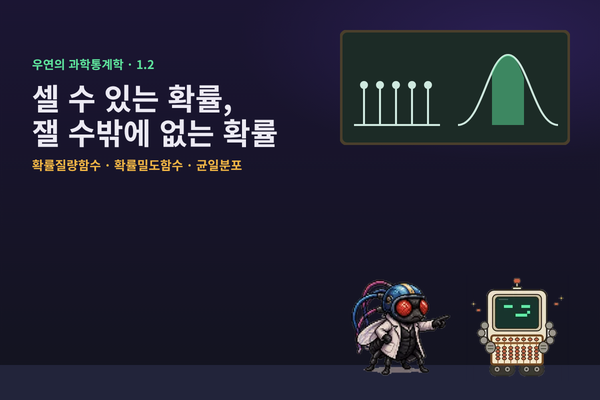 우연의 과학통계학 · 1.2
셀 수 있는 확률,
잴 수밖에 없는 확률
확률질량함수 · 확률밀도함수 · 균일분포